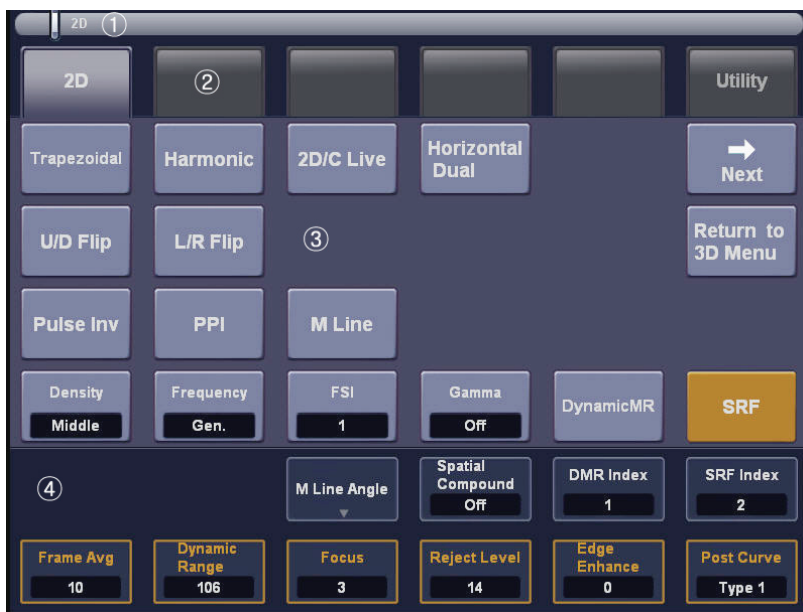 2D ①
2D
②
Utility
Trapezoidal
Harmonic
2D/C Live
Horizontal
Dual
Next
U/D Flip
L/R Flip
③
Return to
3D Menu
Pulse Inv
PPI
M Line
Density
Middle
Frequency
Gen.
FSI
1
Gamma
Off
DynamicMR
SRF
④
M Line Angle
Spatial
Compound
Off
DMR Index
1
SRF Index
2
Frame Avg
10
Dynamic
Range
106
Focus
3
Reject Level
14
Edge
Enhance
0
Post Curve
Type 1